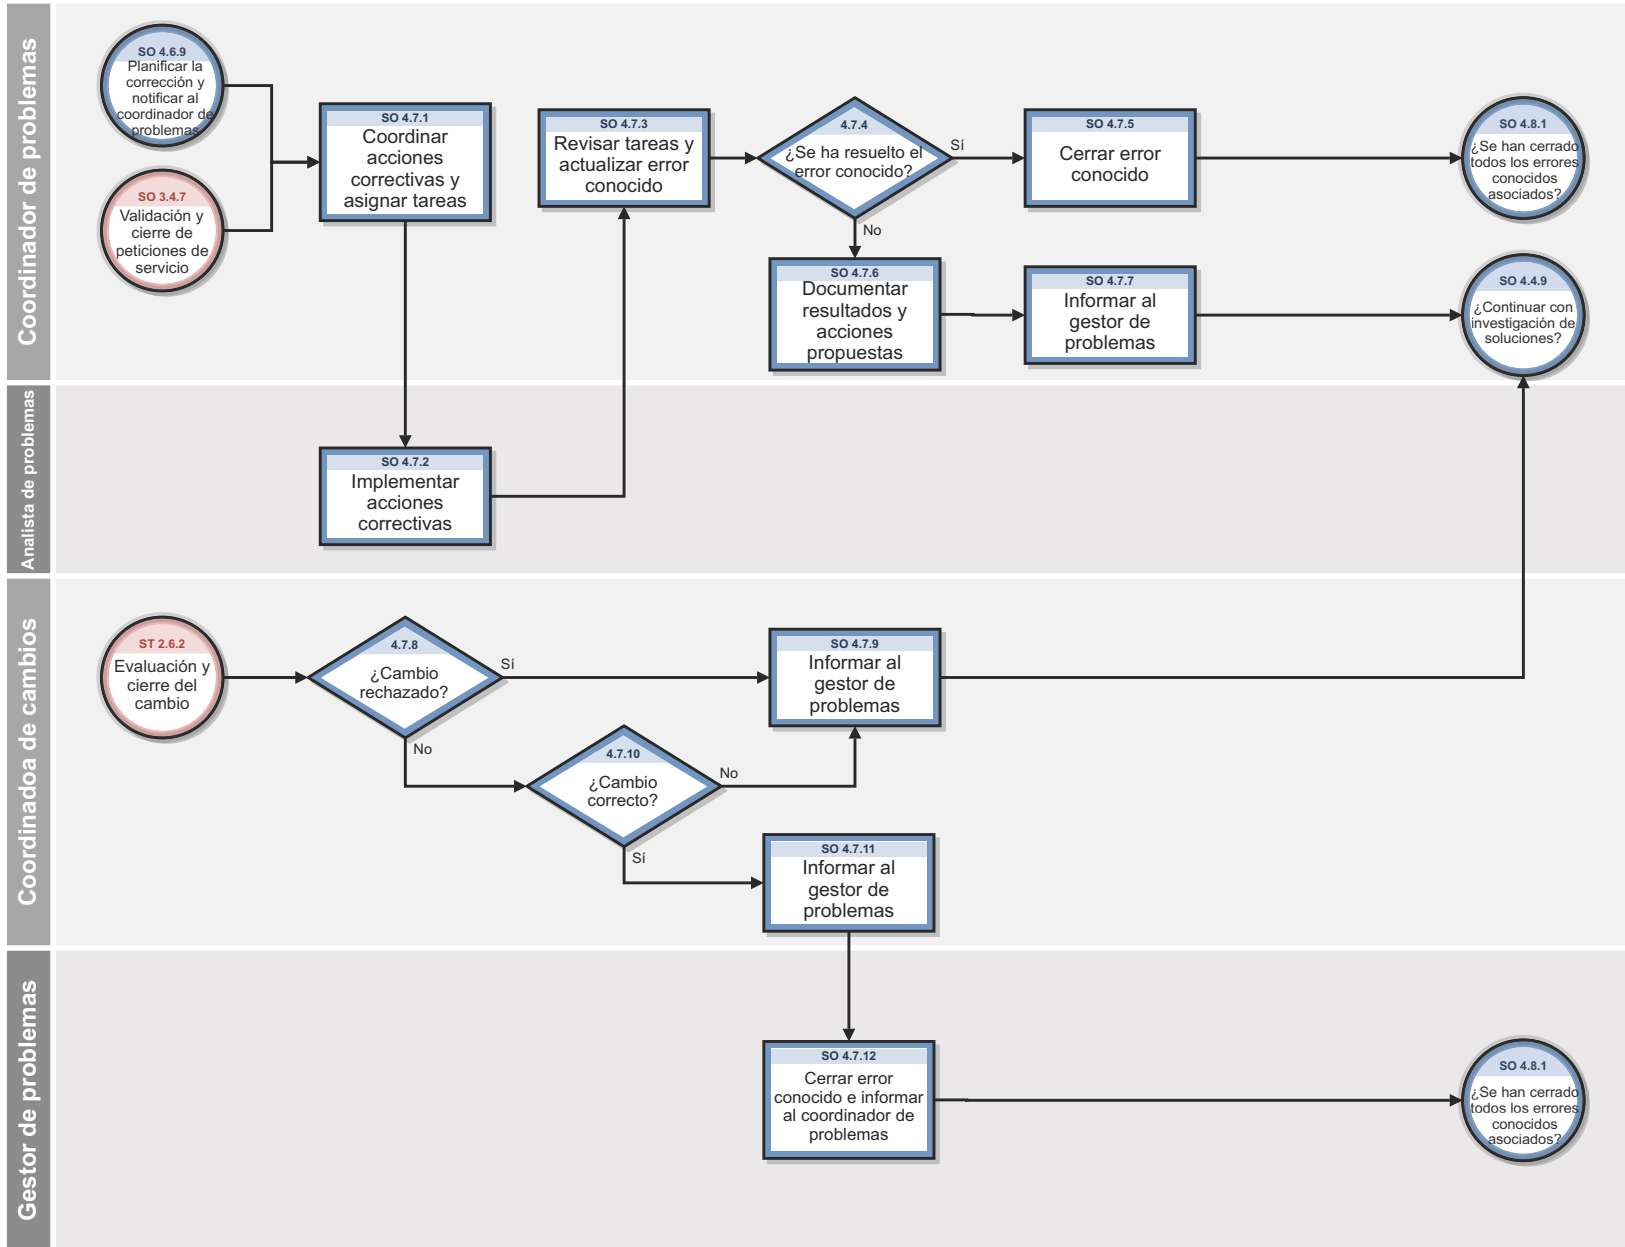 Coordinador de problemas
SO 4.6.9
Planificar la
corrección y
notificar al
coordinador de
problemas
SO 3.4.7
Validación y
cierre de
peticiones de
servicio
SO 4.7.1
Coordinar
acciones
correctivas y
asignar tareas
SO 4.7.3
Revisar tareas y
actualizar error
conocido
4.7.4
¿Se ha resuelto el
error conocido?
Sí
No
SO 4.7.5
Cerrar error
conocido
SO 4.8.1
¿Se han cerrado
todos los errores
conocidos
asociados?
SO 4.7.6
Documentar
resultados y
acciones
propuestas
SO 4.7.7
Informar al
gestor de
problemas
SO 4.4.9
¿Continuar con
investigación de
soluciones?
Analista de problemas
SO 4.7.2
Implementar
acciones
correctivas
Coordinadoa de cambios
ST 2.6.2
Evaluación y
cierre del
cambio
4.7.8
¿Cambio
rechazado?
Sí
No
SO 4.7.9
Informar al
gestor de
problemas
4.7.10
¿Cambio
correcto?
No
Sí
SO 4.7.11
Informar al
gestor de
problemas
Gestor de problemas
SO 4.7.12
Cerrar error
conocido e informar
al coordinador de
problemas
SO 4.8.1
¿Se han cerrado
todos los errores
conocidos
asociados?